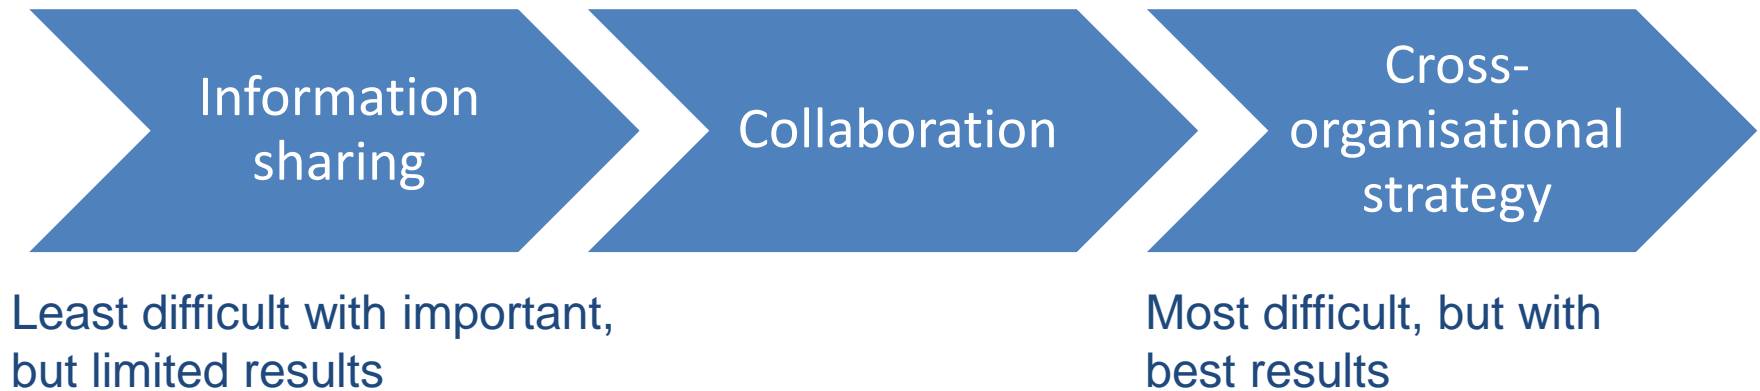 Information
sharing
Collaboration
Cross-
organisational
strategy
Least difficult with important,
but limited results
Most difficult, but with
best results